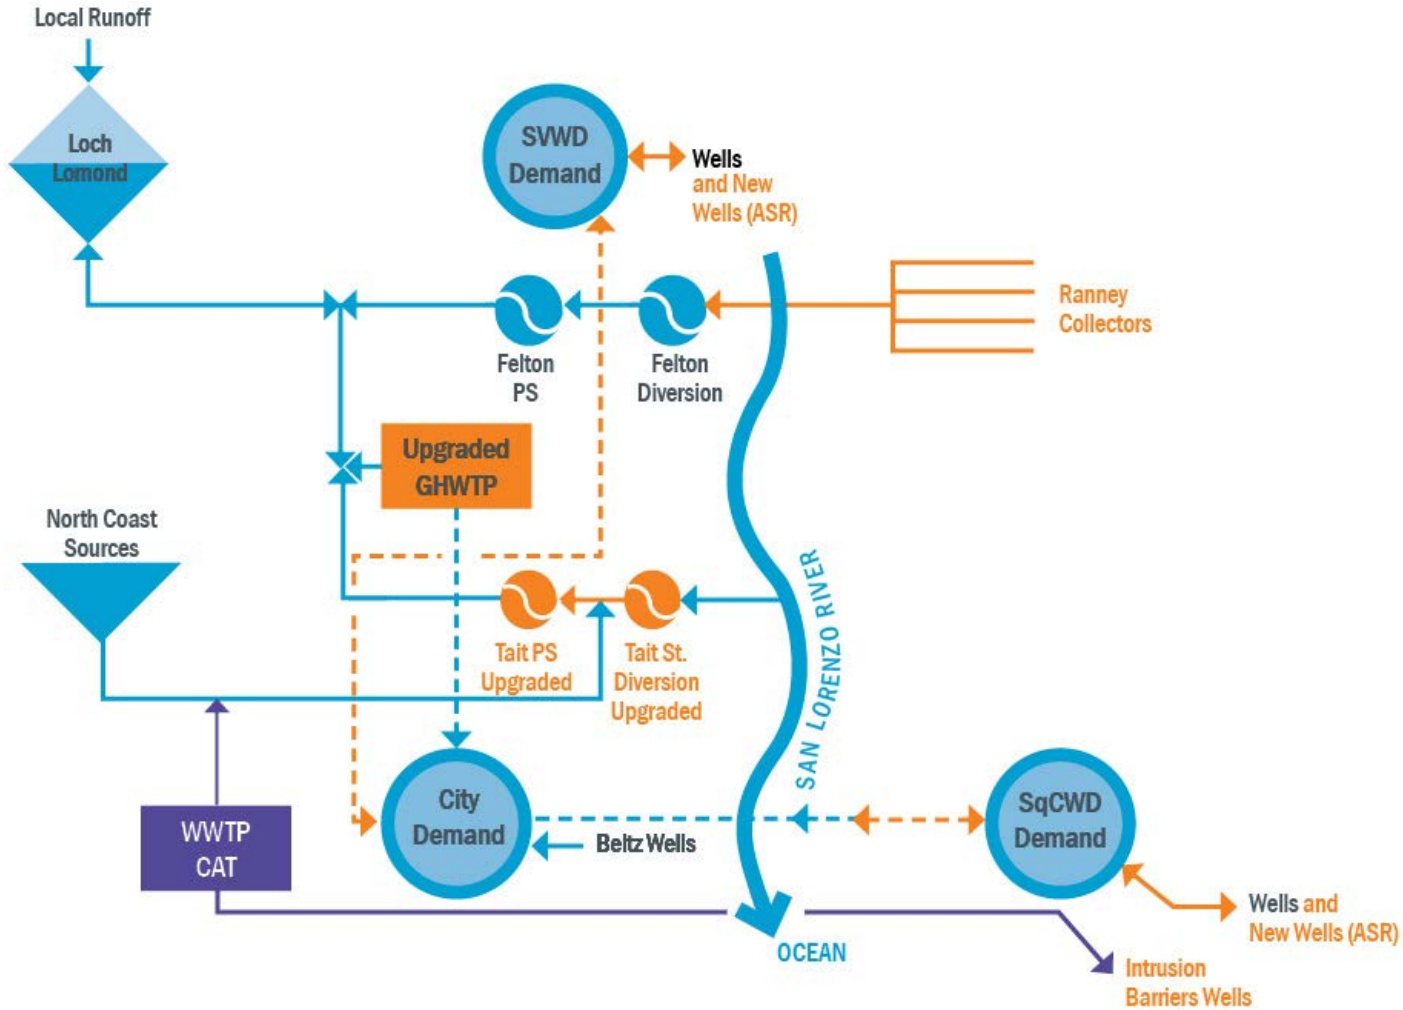 Local Runoff
Loch
Lomond
SVWD
Demand
Wells
and New
Wells (ASR)
Ranney
Collectors
Felton
PS
Felton
Diversion
Upgraded
GHWTP
North Coast
Sources
Tait PS
Upgraded
Tait St.
Diversion
Upgraded
SAN LORENZO RIVER
City
Demand
Beltz Wells
SqCWD
Demand
WWTP
CAT
Wells and
New Wells (ASR)
OCEAN
Intrusion
Barriers Wells